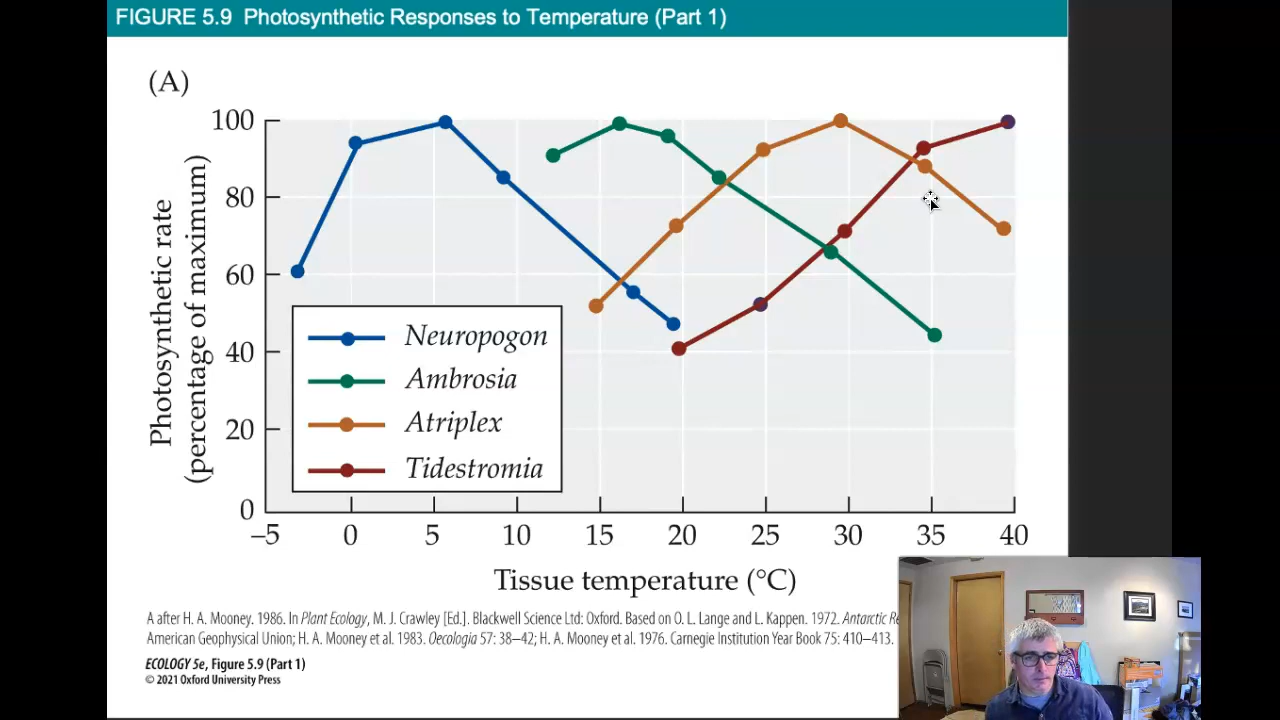 FIGURE 5.9 Photosynthetic Responses to Temperature (Part 1)
(A)
Photosynthetic rate
(percentage of maximum)
100
80
60
40
20
0
Neuropogon
Ambrosia
Atriplex
Tidestromia
–5 0 5 10 15 20 25 30 35 40
Tissue temperature (°C)
A after H. A. Mooney. 1986. In Plant Ecology, M. J. Crawley [Ed.]. Blackwell Science Ltd: Oxford. Based on O. L. Lange and L. Kappen. 1972. Antarctic
American Geophysical Union; H. A. Mooney et al. 1983. Oecologia 57: 38–42; H. A. Mooney et al. 1976. Carnegie Institution Year Book 75: 410–413.
ECOLOGY 5e, Figure 5.9 (Part 1)
© 2021 Oxford University Press